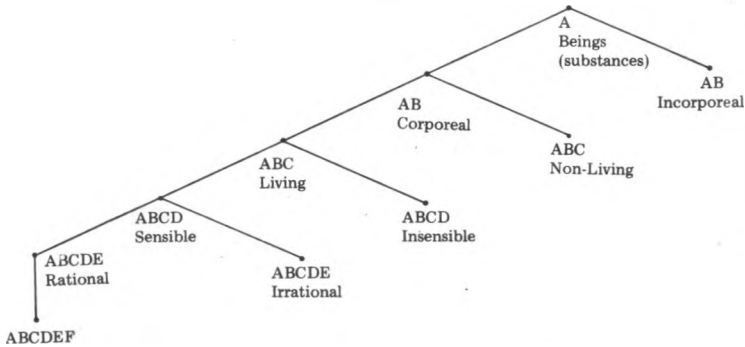 A
Beings
(substances)
AB
Incorporeal
AB
Corporeal
ABC
Non-Living
ABC
Living
ABCD
Insensible
ABCD
Sensible
ABCDE
Rational
ABCDE
Irrational
ABCDEF